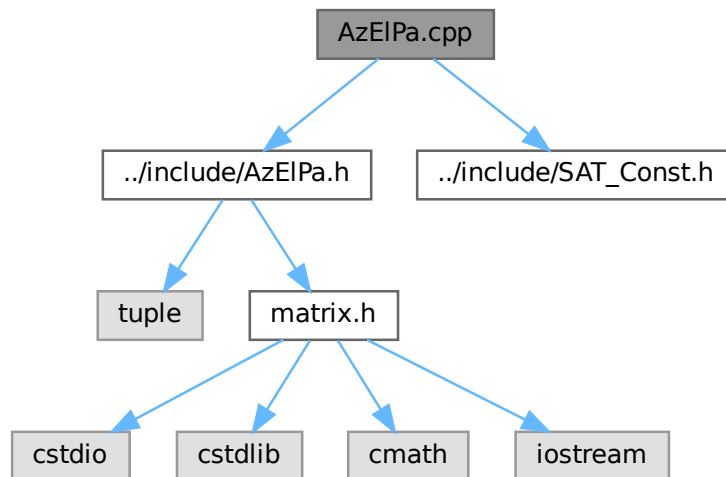 AzElPa.cpp
../include/AzElPa.h
../include/SAT_Const.h
tuple
matrix.h
cstdio
cstdlib
cmath
iostream